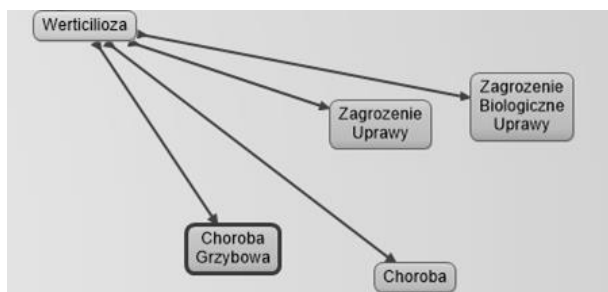 Werticilioza
Zagrozenie
Biologiczne
Uprawy
Zagrozenie
Uprawy
Choroba
Grzybowa
Choroba